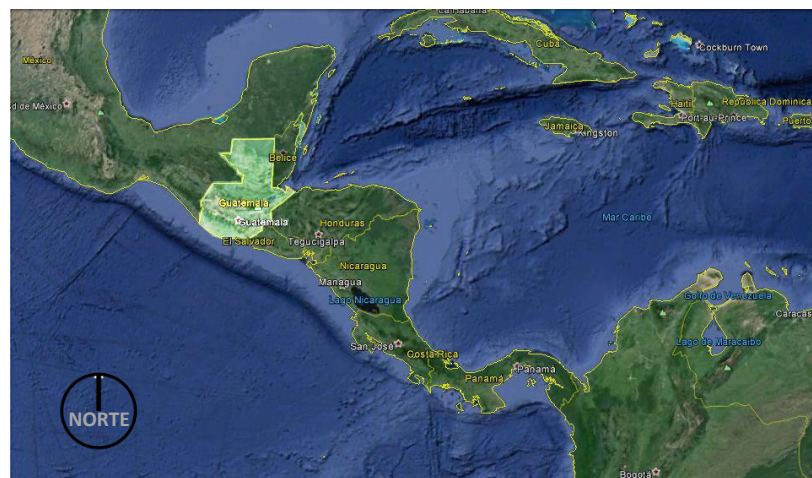 La Habana
Cuba
Cockburn Town
México
Cd de México
Haití
República Dominica
Port-au-Prince
Puerto
Jamaica
Kingston
Belice
Guatemala
Guatemala
Honduras
El Salvador
Tegucigalpa
Mar Caribe
Nicaragua
Managua
Lago Nicaragua
Golfo de Venezuela
Caracas
San José
Costa Rica
Lago de Maracaibo
Panamá
Panamá
NORTE
Bogotá